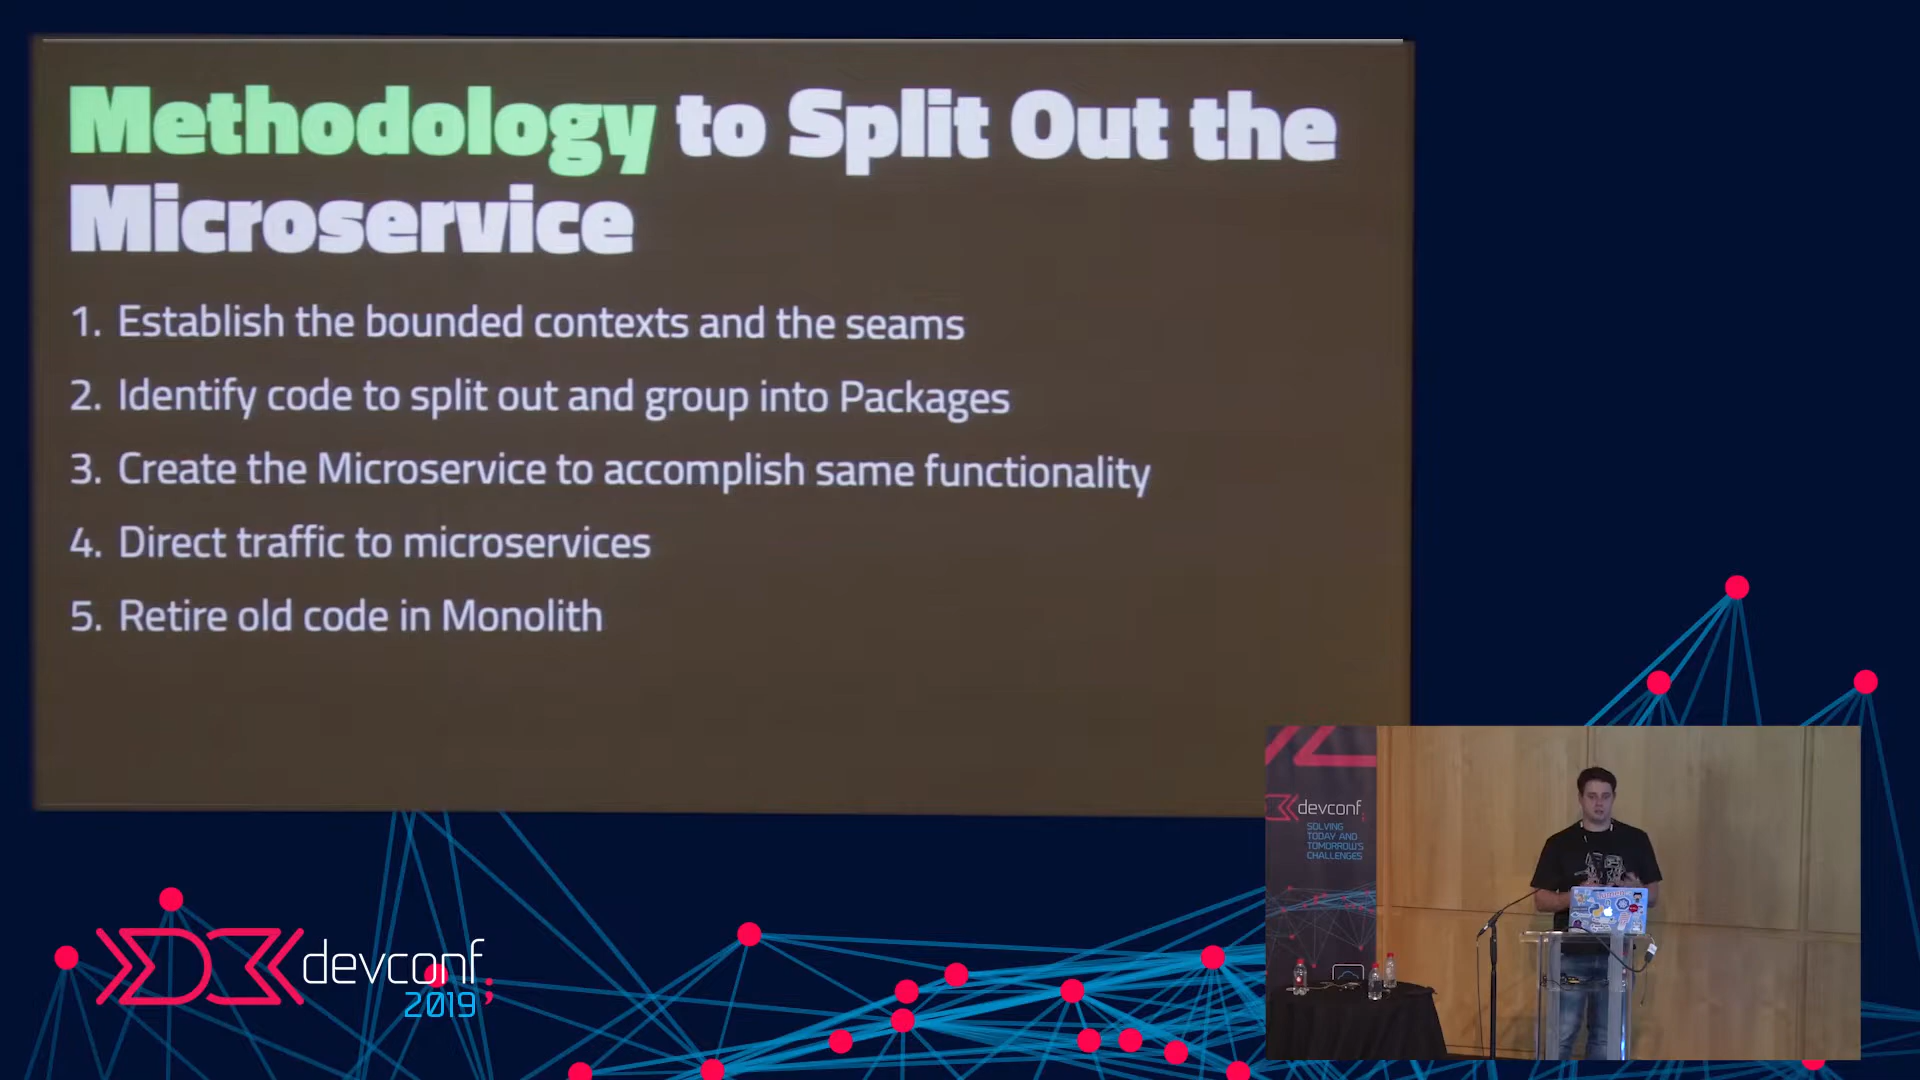 Methodology to Split Out the
Microservice
1. Establish the bounded contexts and the seams
2. Identify code to split out and group into Packages
3. Create the Microservice to accomplish same functionality
4. Direct traffic to microservices
5. Retire old code in Monolith
devconf;
2019
devconf;
SOLVING
TODAY AND
TOMORROW'S
CHALLENGES